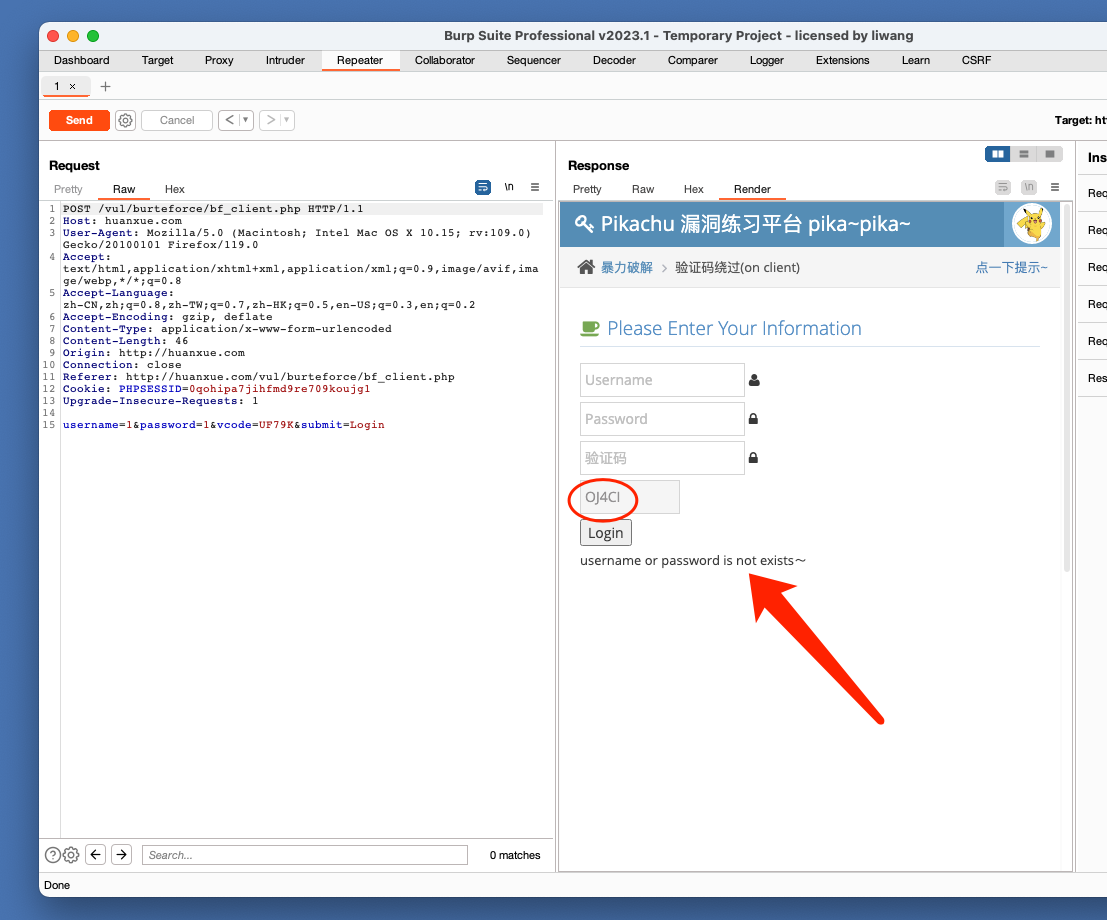 Burp Suite Professional v2023.1 - Temporary Project - licensed by liwang
Dashboard Target Proxy Intruder Repeater Collaborator Sequencer Decoder Comparer Logger Extensions Learn CSRF
1 × +
Send Cancel < >
Target: ht
Request
Pretty Raw Hex \n
1 POST /vul/burteforce/bf_client.php HTTP/1.1
2 Host: huanxue.com
3 User-Agent: Mozilla/5.0 (Macintosh; Intel Mac OS X 10.15; rv:109.0)
Gecko/20100101 Firefox/119.0
4 Accept:
text/html,application/xhtml+xml,application/xml;q=0.9,image/avif,ima
ge/webp,*/*;q=0.8
5 Accept-Language:
zh-CN,zh;q=0.8,zh-TW;q=0.7,zh-HK;q=0.5,en-US;q=0.3,en;q=0.2
6 Accept-Encoding: gzip, deflate
7 Content-Type: application/x-www-form-urlencoded
8 Content-Length: 46
9 Origin: http://huanxue.com
10 Connection: close
11 Referer: http://huanxue.com/vul/burteforce/bf_client.php
12 Cookie: PHPSESSID=0qohipa7jihfmd9re709koujgl
13 Upgrade-Insecure-Requests: 1
14
15 username=1&password=1&vcode=UF79K&submit=Login
Search...
0 matches
Response
Pretty Raw Hex Render \n
Pikachu 漏洞练习平台 pika~pika~
暴力破解 > 验证码绕过(on client)
点一下提示~
Please Enter Your Information
Username
Password
验证码
OJ4CI
Login
username or password is not exists～
Ins
Req
Req
Req
Req
Req
Res
Done